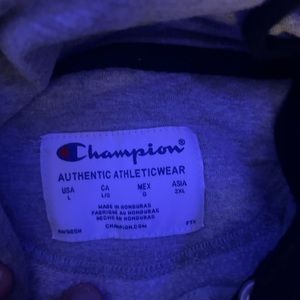 Champion
AUTHENTIC ATHLETICWEAR
USA CA MEX ASIA
L L/G G 2XL
MADE IN HONDURAS
FABRIQUÉ AU HONDURAS
HECHO EN HONDURAS
CHAMPION.COM